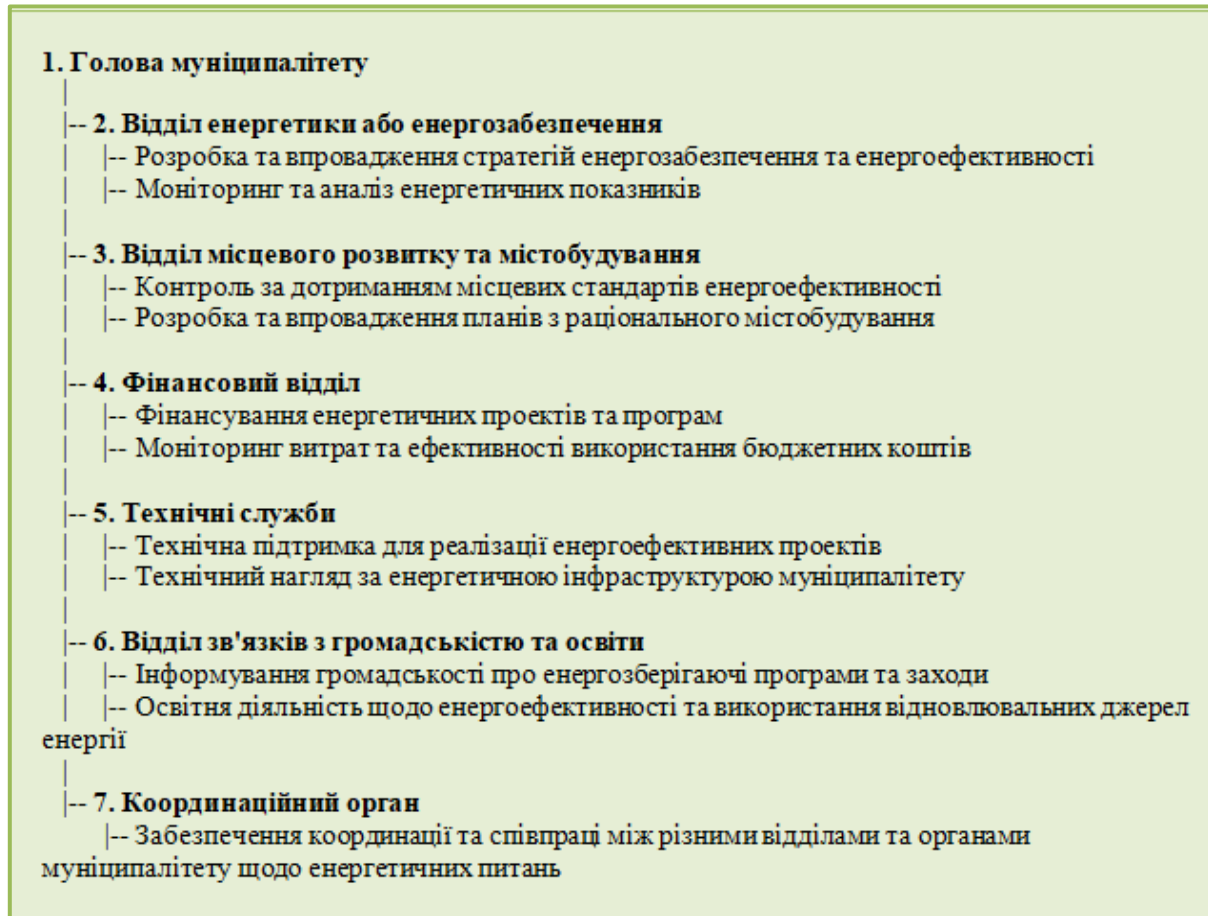 1. Голова муніципалітету
|
|-- 2. Відділ енергетики або енергозабезпечення
| |-- Розробка та впровадження стратегій енергозабезпечення та енергоефективності
| |-- Моніторинг та аналіз енергетичних показників
|
|-- 3. Відділ місцевого розвитку та містобудування
| |-- Контроль за дотриманням місцевих стандартів енергоефективності
| |-- Розробка та впровадження планів з раціонального містобудування
|
|-- 4. Фінансовий відділ
| |-- Фінансування енергетичних проектів та програм
| |-- Моніторинг витрат та ефективності використання бюджетних коштів
|
|-- 5. Технічні служби
| |-- Технічна підтримка для реалізації енергоефективних проектів
| |-- Технічний нагляд за енергетичною інфраструктурою муніципалітету
|
|-- 6. Відділ зв'язків з громадськістю та освіти
| |-- Інформування громадськості про енергозберігаючі програми та заходи
| |-- Освітня діяльність щодо енергоефективності та використання відновлювальних джерел
енергії
|
|-- 7. Координаційний орган
|-- Забезпечення координації та співпраці між різними відділами та органами
муніципалітету щодо енергетичних питань